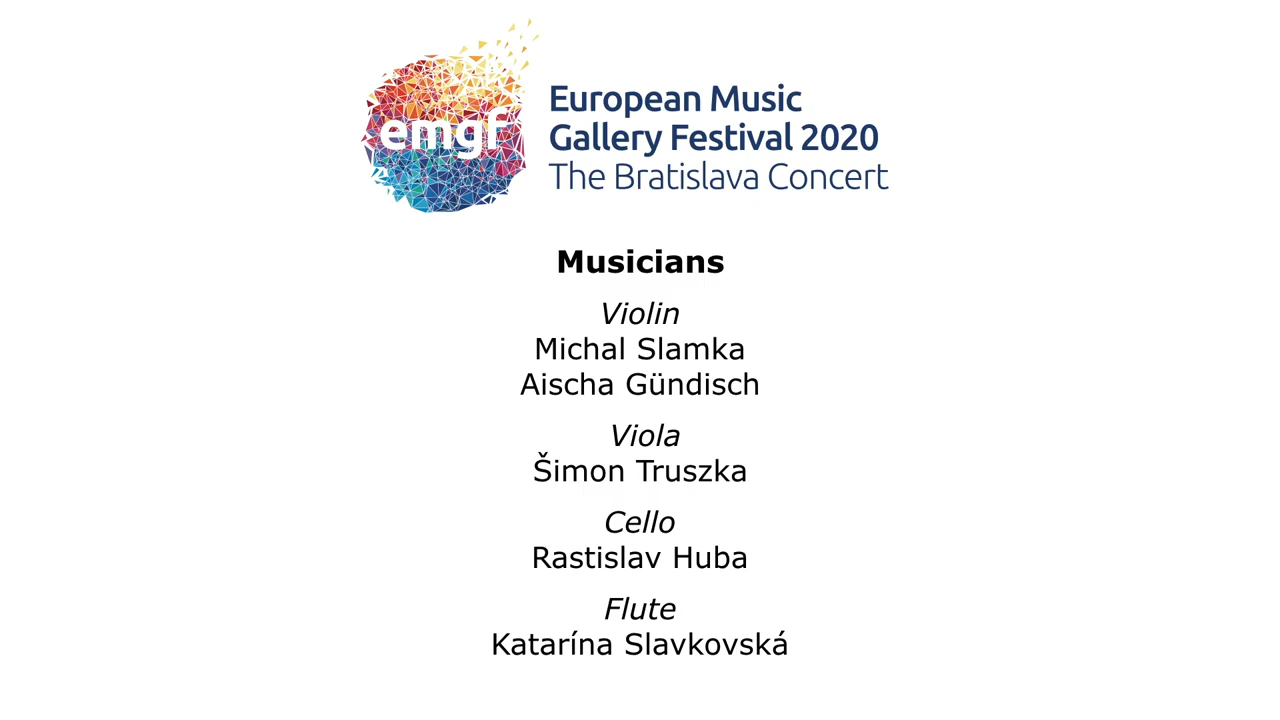 emgf
European Music
Gallery Festival 2020
The Bratislava Concert
Musicians
Violin
Michal Slamka
Aischa Gündisch
Viola
Šimon Truszka
Cello
Rastislav Huba
Flute
Katarína Slavkovská